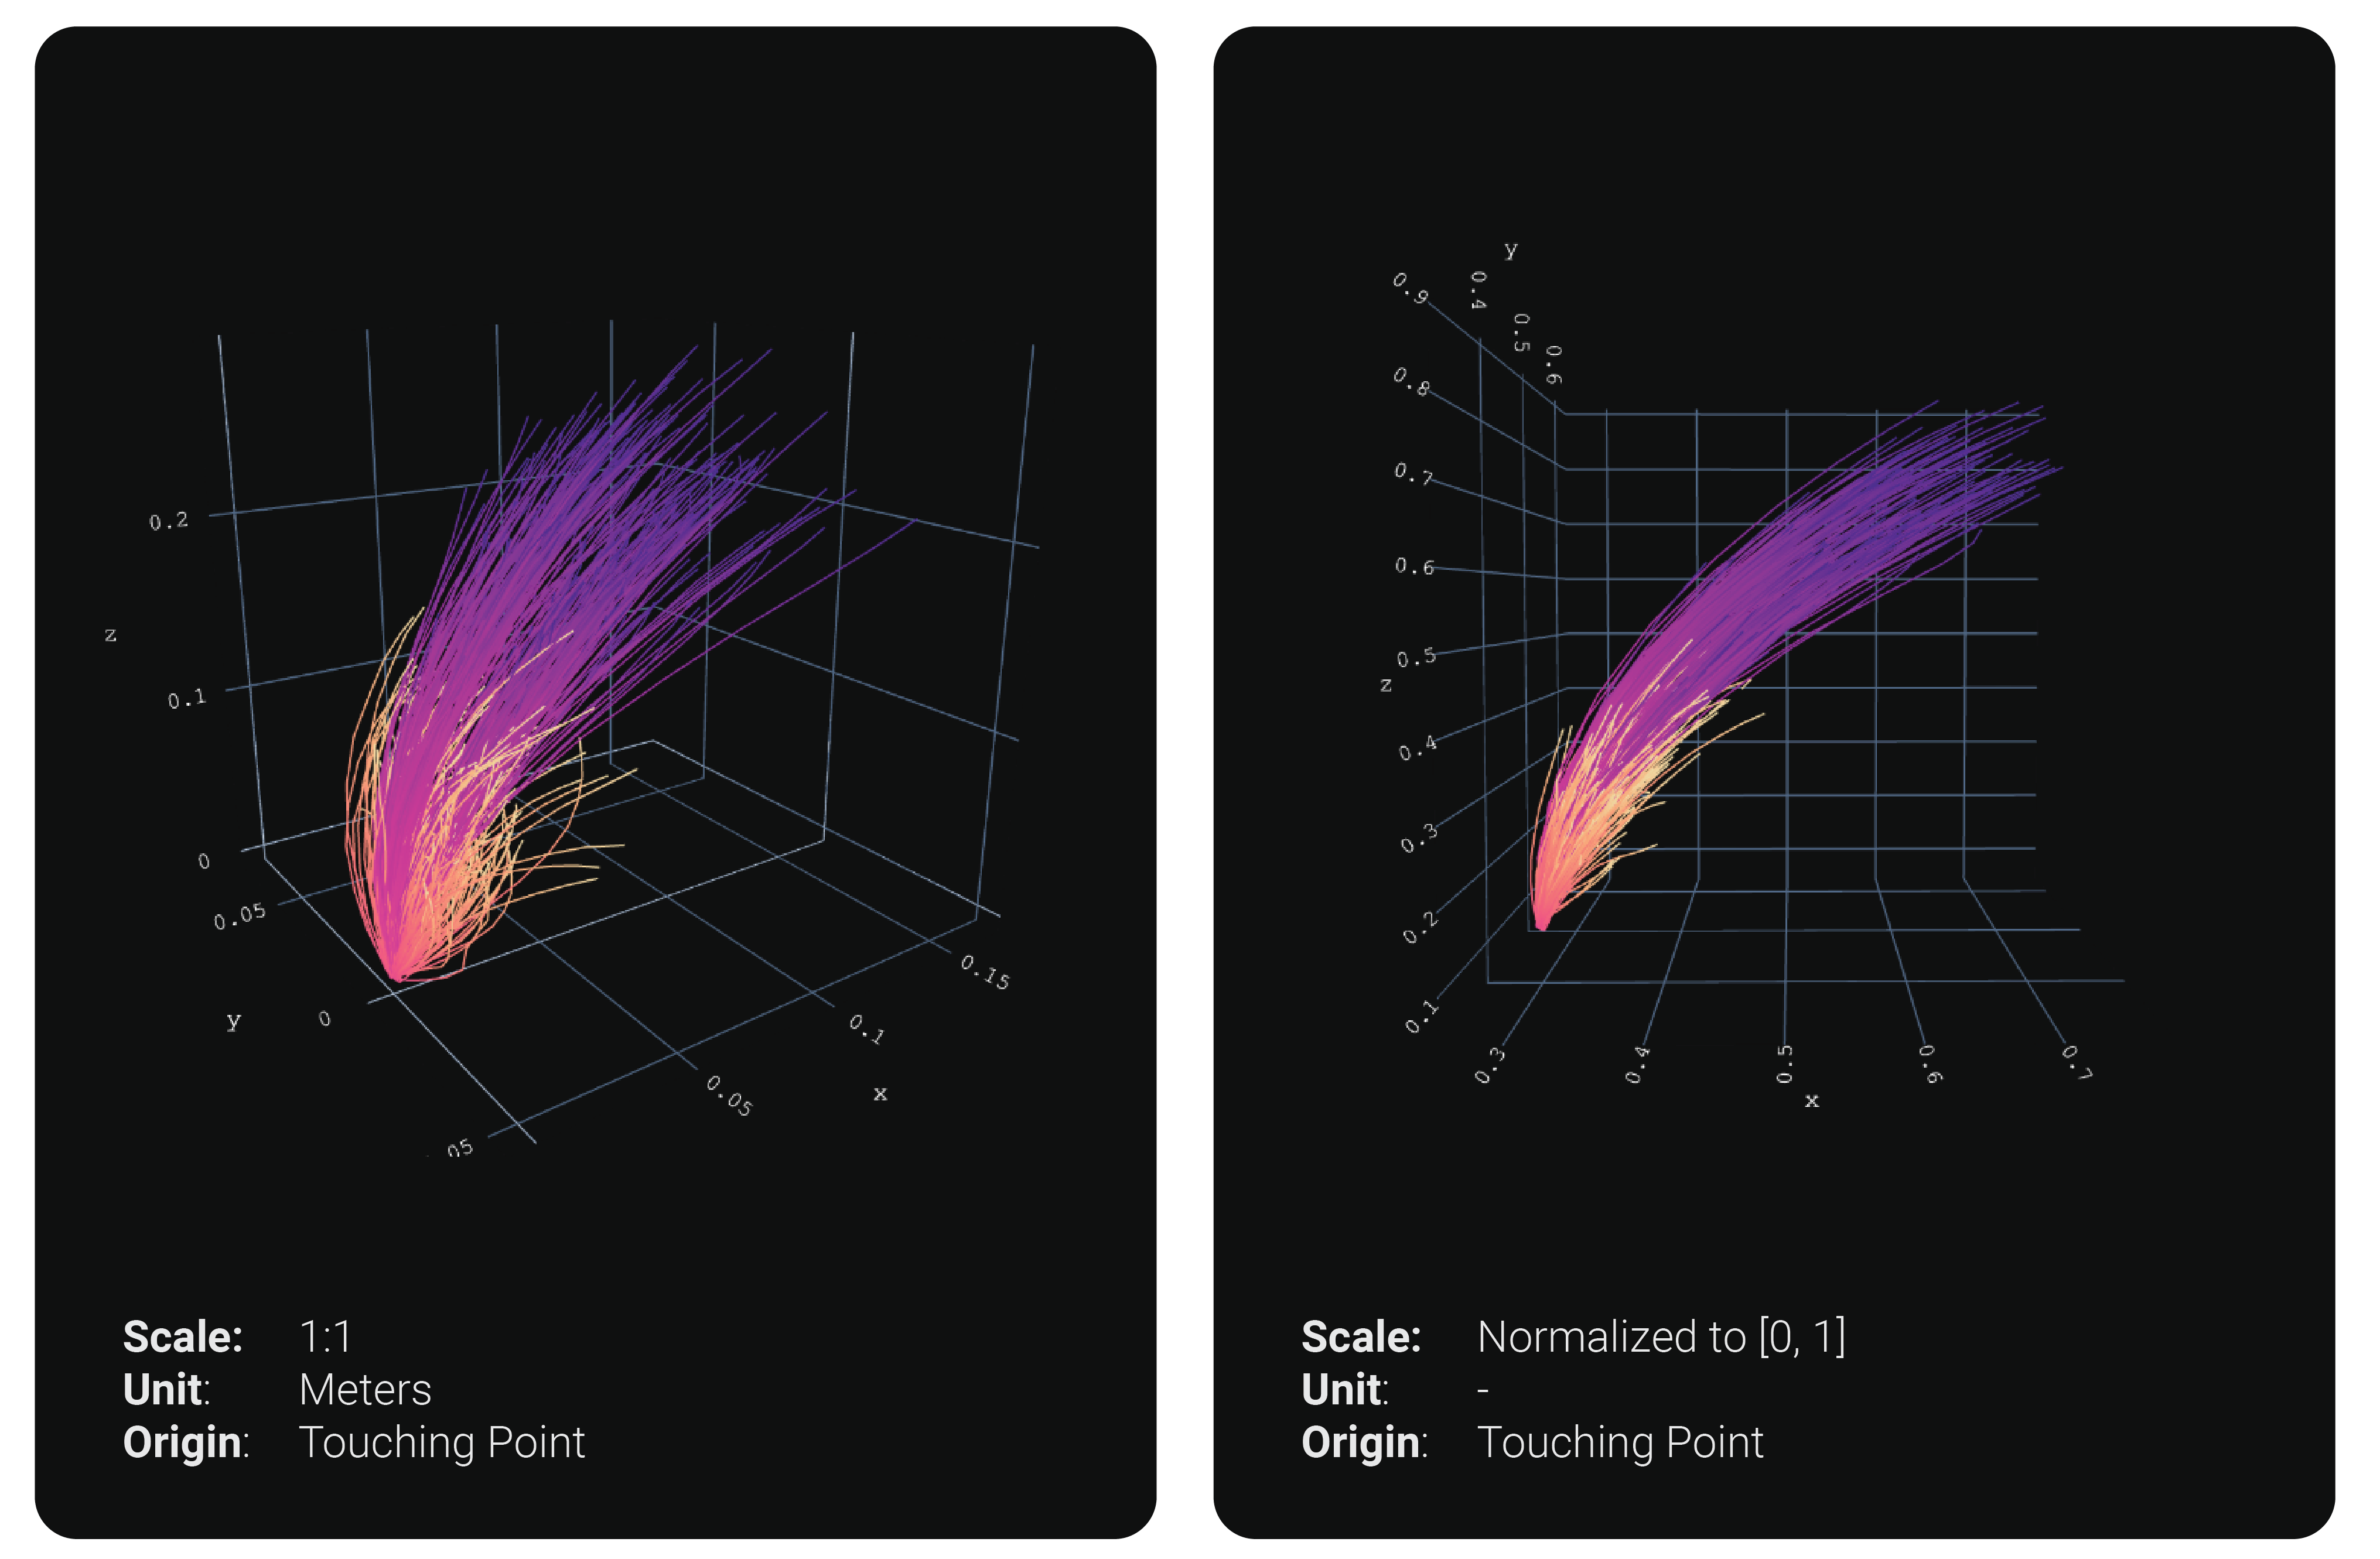 0.2
z
0.1
0
0.05
y
0
05
0.05
x
0.1
0.15
Scale: 1:1
Unit: Meters
Origin: Touching Point
y
0.4
0.5
0.6
0.9
0.8
0.7
0.6
0.5
z
0.4
0.3
0.2
0.1
0.3
0.4
0.5
0.6
0.7
x
Scale: Normalized to [0, 1]
Unit: -
Origin: Touching Point